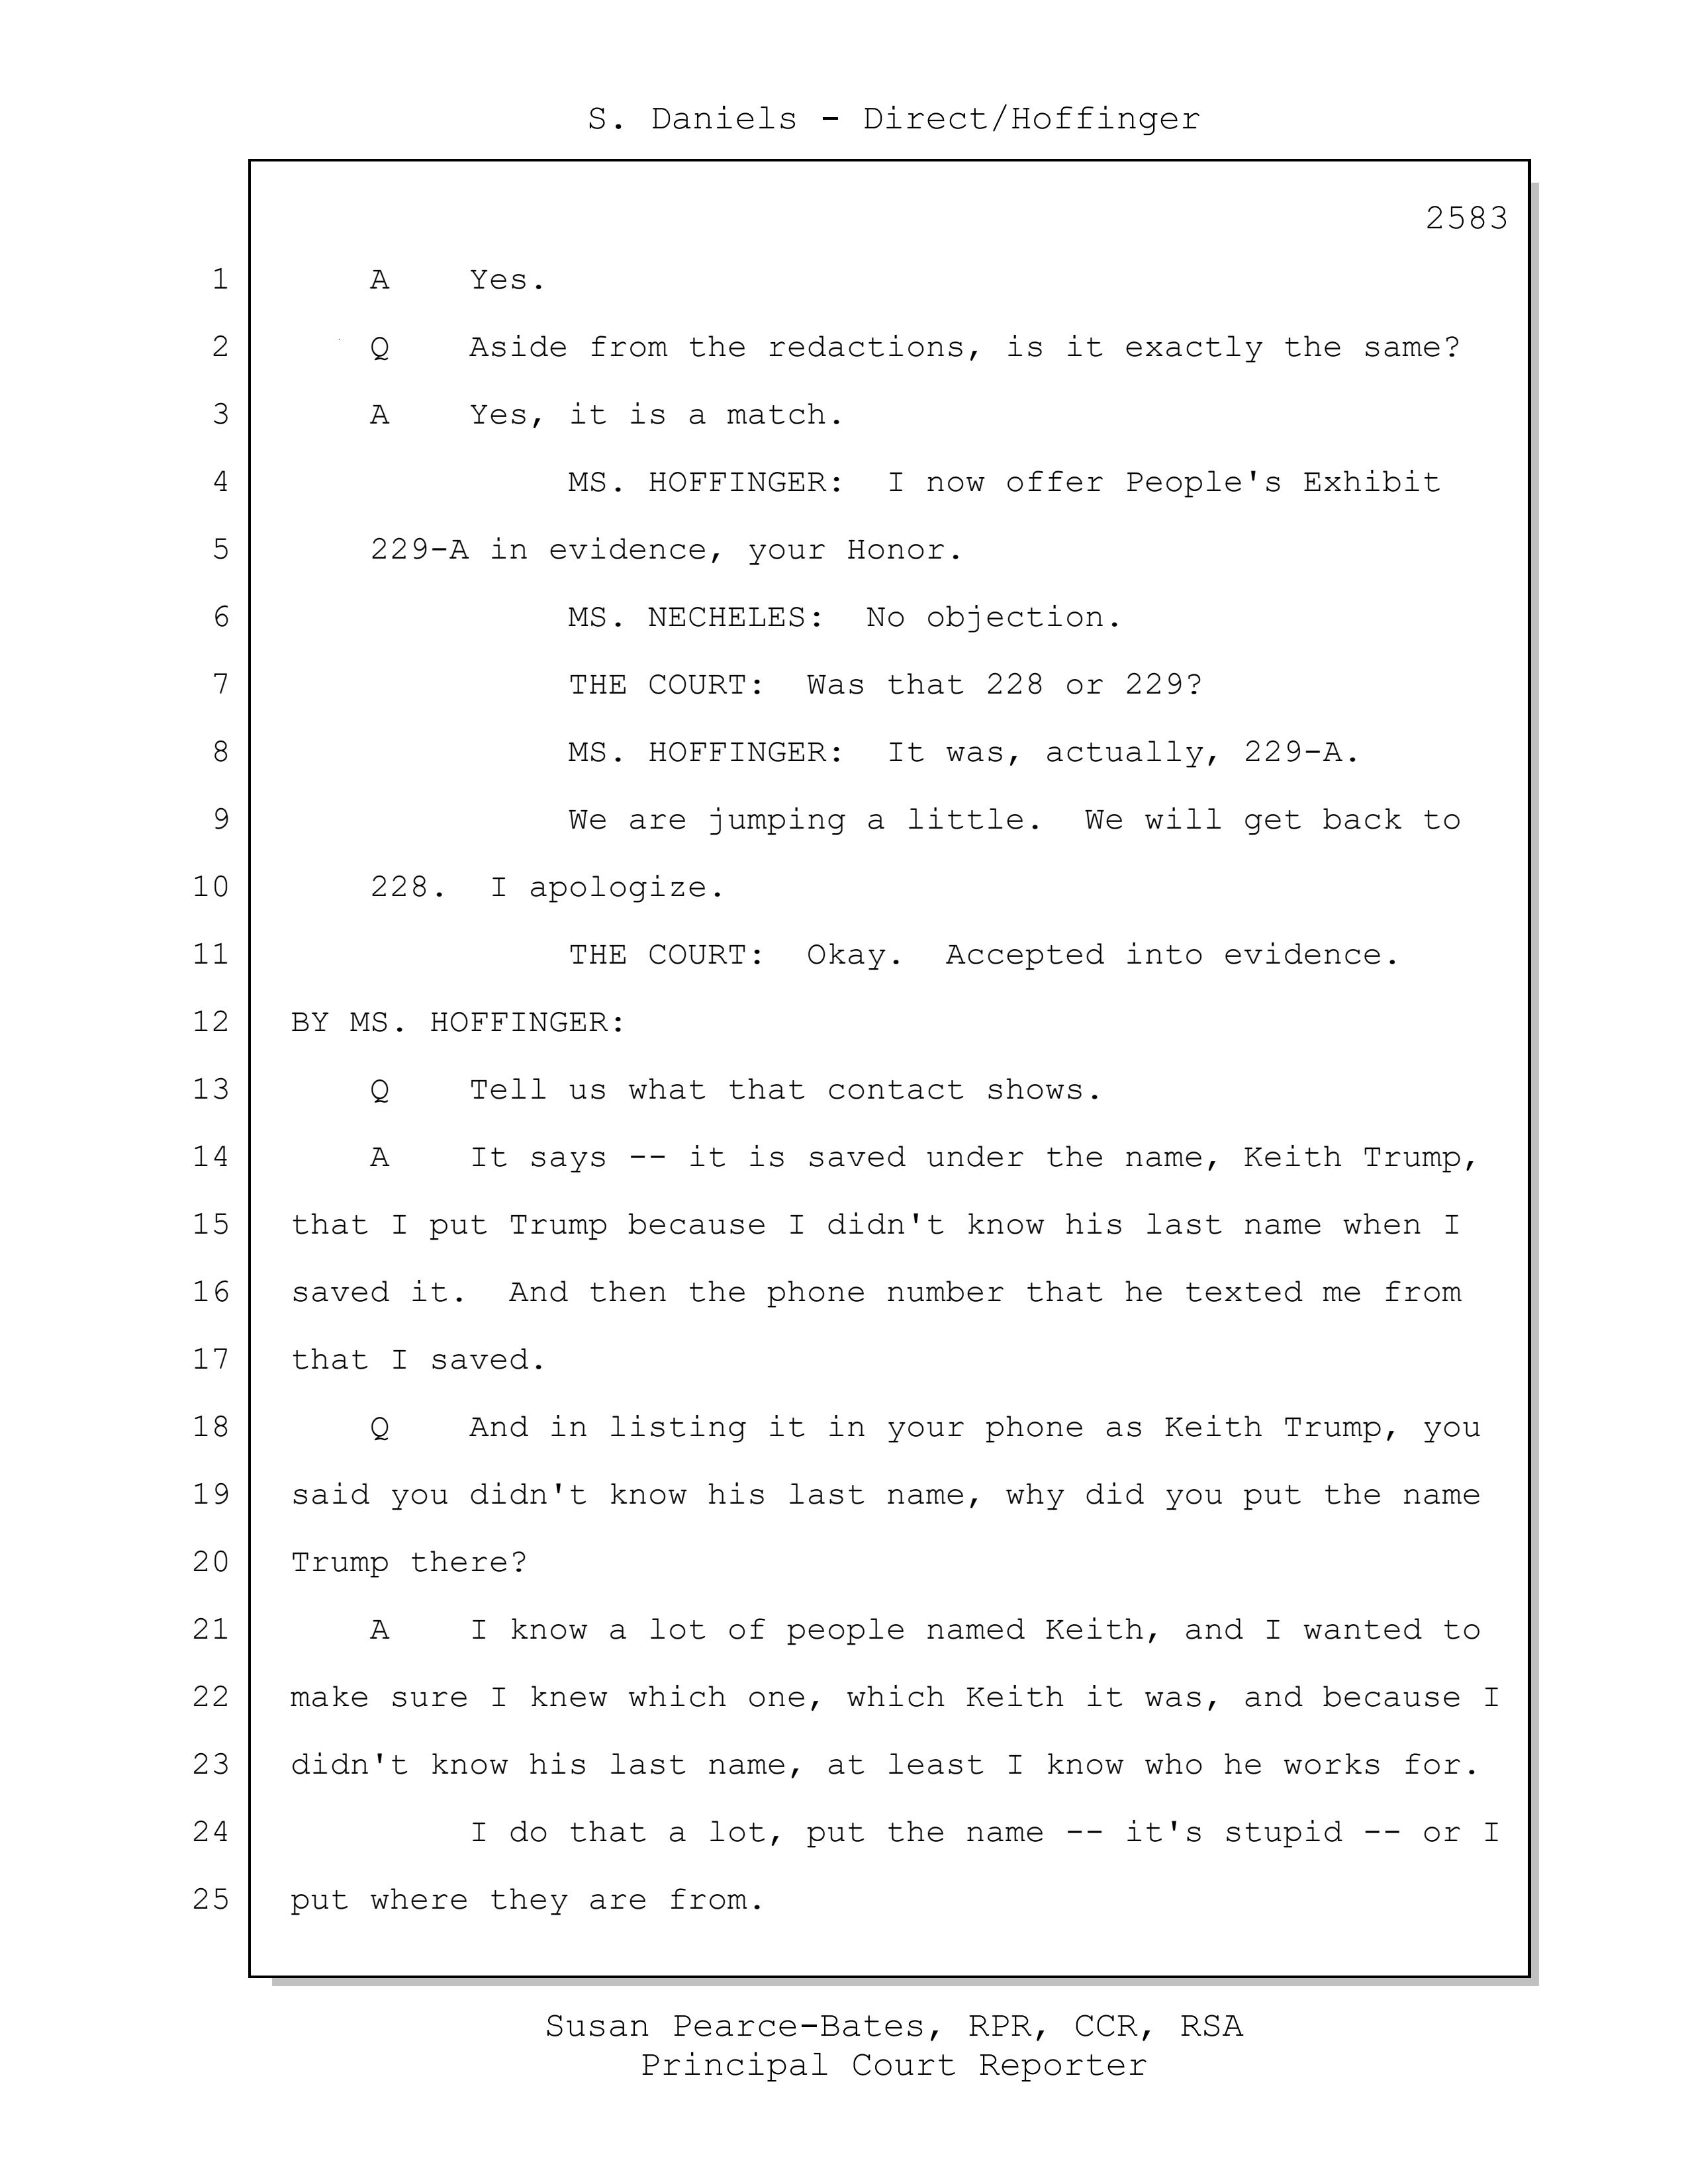 S. Daniels - Direct/Hoffinger
2583
1 A Yes.
2 Q Aside from the redactions, is it exactly the same?
3 A Yes, it is a match.
4 MS. HOFFINGER: I now offer People's Exhibit
5 229-A in evidence, your Honor.
6 MS. NECHELES: No objection.
7 THE COURT: Was that 228 or 229?
8 MS. HOFFINGER: It was, actually, 229-A.
9 We are jumping a little. We will get back to
10 228. I apologize.
11 THE COURT: Okay. Accepted into evidence.
12 BY MS. HOFFINGER:
13 Q Tell us what that contact shows.
14 A It says -- it is saved under the name, Keith Trump,
15 that I put Trump because I didn't know his last name when I
16 saved it. And then the phone number that he texted me from
17 that I saved.
18 Q And in listing it in your phone as Keith Trump, you
19 said you didn't know his last name, why did you put the name
20 Trump there?
21 A I know a lot of people named Keith, and I wanted to
22 make sure I knew which one, which Keith it was, and because I
23 didn't know his last name, at least I know who he works for.
24 I do that a lot, put the name -- it's stupid -- or I
25 put where they are from.
Susan Pearce-Bates, RPR, CCR, RSA
Principal Court Reporter